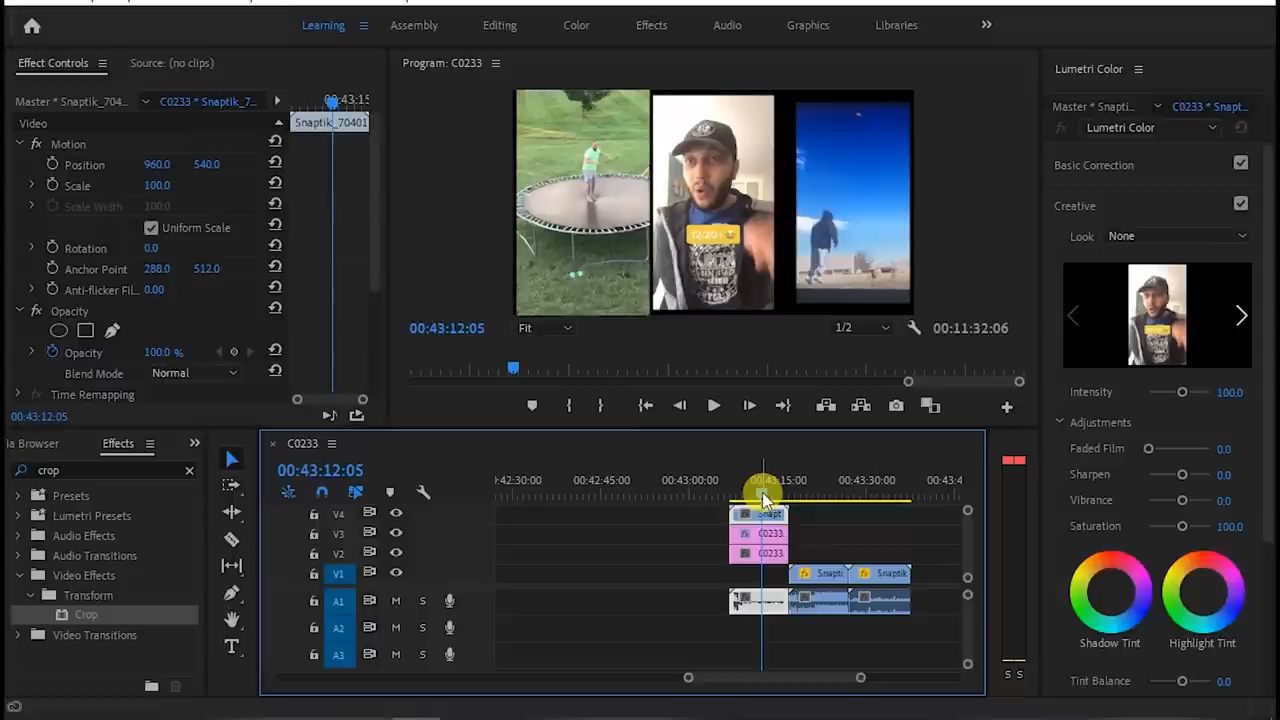 Learning
Assembly
Editing
Color
Effects
Audio
Graphics
Libraries
Effect Controls
Source: (no clips)
Program: C0233
Lumetri Color
Master * Snaptik_704...
C0233 * Snaptik_7...
Video
Snaptik_70401
Motion
Position 960.0 540.0
Scale 100.0
Scale Width 100.0
Uniform Scale
Rotation 0.0
Anchor Point 288.0 512.0
Anti-flicker Fil... 0.00
Opacity
Opacity 100.0 %
Blend Mode Normal
Time Remapping
00:43:12:05
12/20 !
00:43:12:05
Fit
1/2
00:11:32:06
Master * Snapti...
C0233 * Snapt...
Lumetri Color
Basic Correction
Creative
Look None
Intensity 100.0
Adjustments
Faded Film 0.0
Sharpen 0.0
Vibrance 0.0
Saturation 100.0
Shadow Tint
Highlight Tint
Tint Balance 0.0
ia Browser
Effects
crop
Presets
Lumetri Presets
Audio Effects
Audio Transitions
Video Effects
Transform
Crop
Video Transitions
C0233
00:43:12:05
:42:30:00 00:42:45:00 00:43:00:00 00:43:15:00 00:43:30:00 00:43:4
V4
Snapt
V3
C0233.
V2
C0233.
V1
Snapti
Snaptik
A1 M S
A2 M S
A3 M S
S S